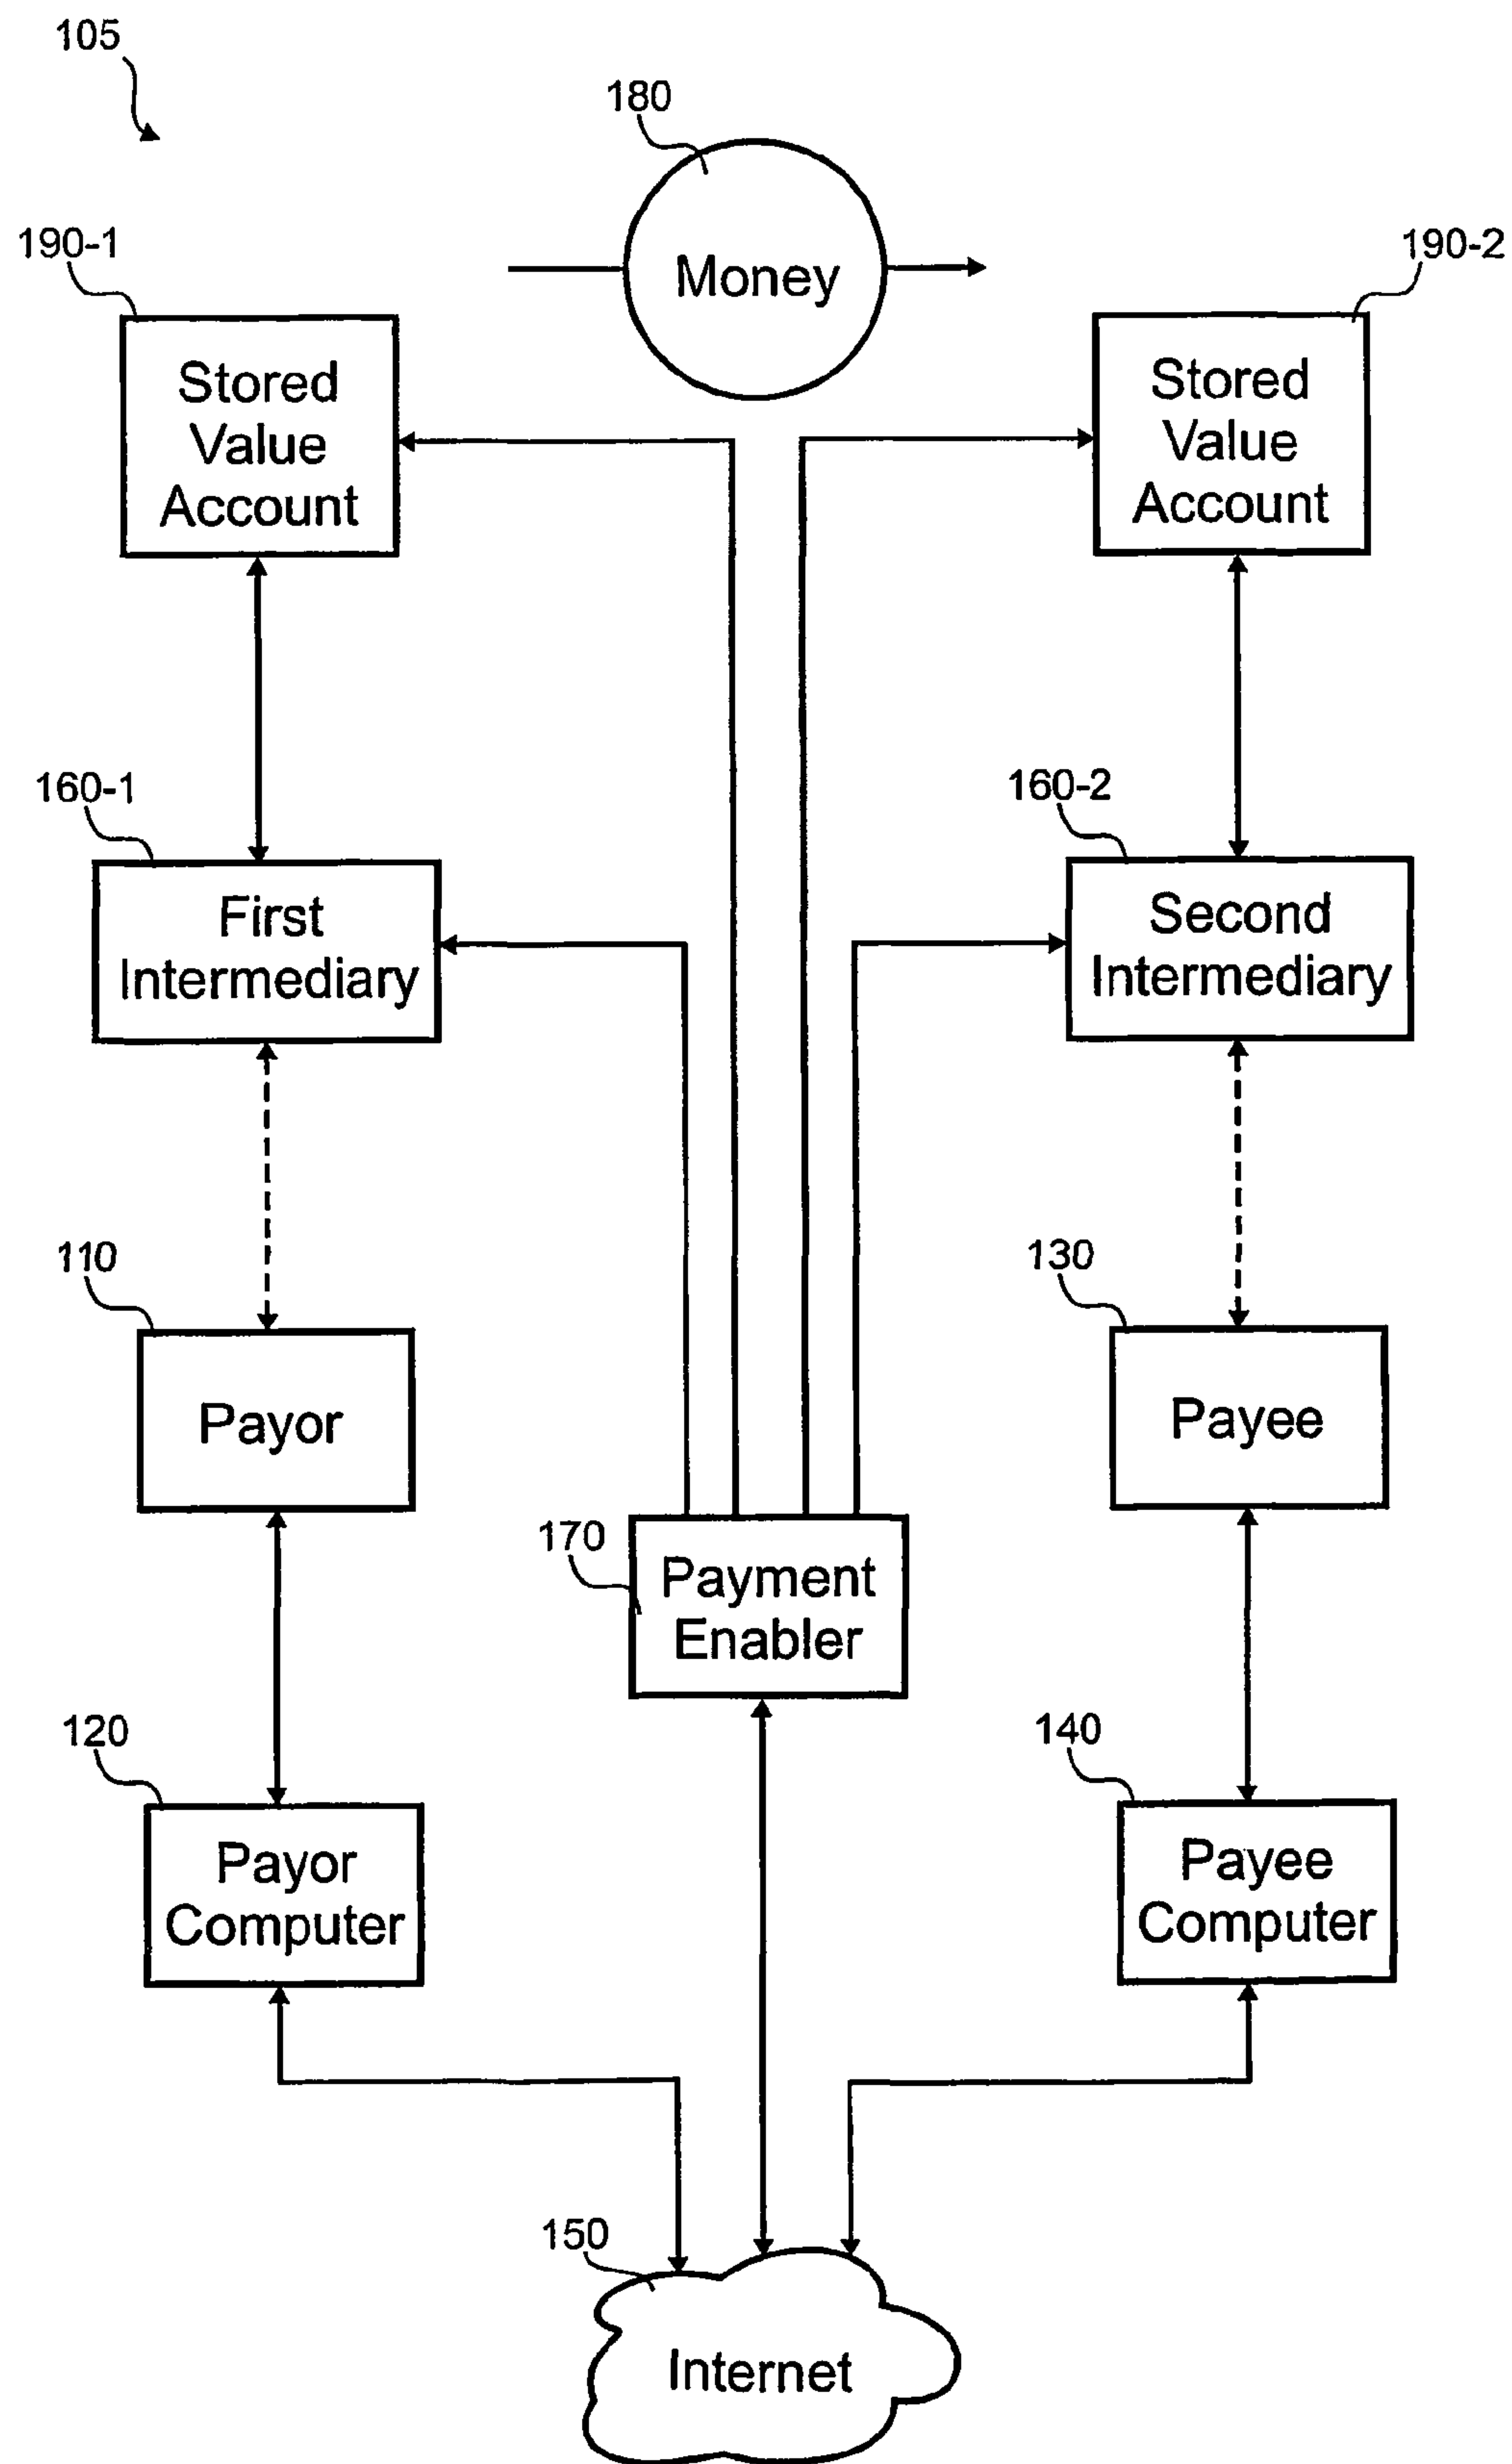 105
180
Money
190-1
190-2
Stored
Value
Account
Stored
Value
Account
160-1
160-2
First
Intermediary
Second
Intermediary
110
130
Payor
Payee
170
Payment
Enabler
120
140
Payor
Computer
Payee
Computer
150
Internet